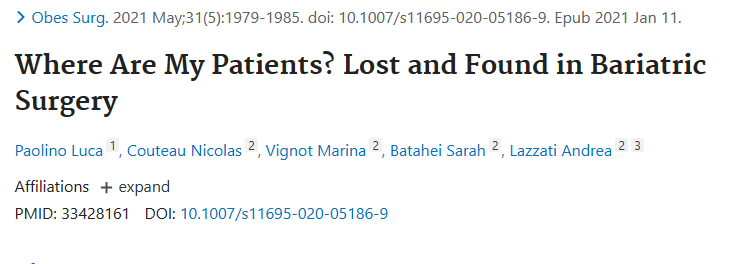 Obes Surg. 2021 May;31(5):1979-1985. doi: 10.1007/s11695-020-05186-9. Epub 2021 Jan 11.
Where Are My Patients? Lost and Found in Bariatric
Surgery
Paolino Luca 1, Couteau Nicolas 2, Vignot Marina 2, Batahei Sarah 2, Lazzati Andrea 2 3
Affiliations + expand
PMID: 33428161 DOI: 10.1007/s11695-020-05186-9